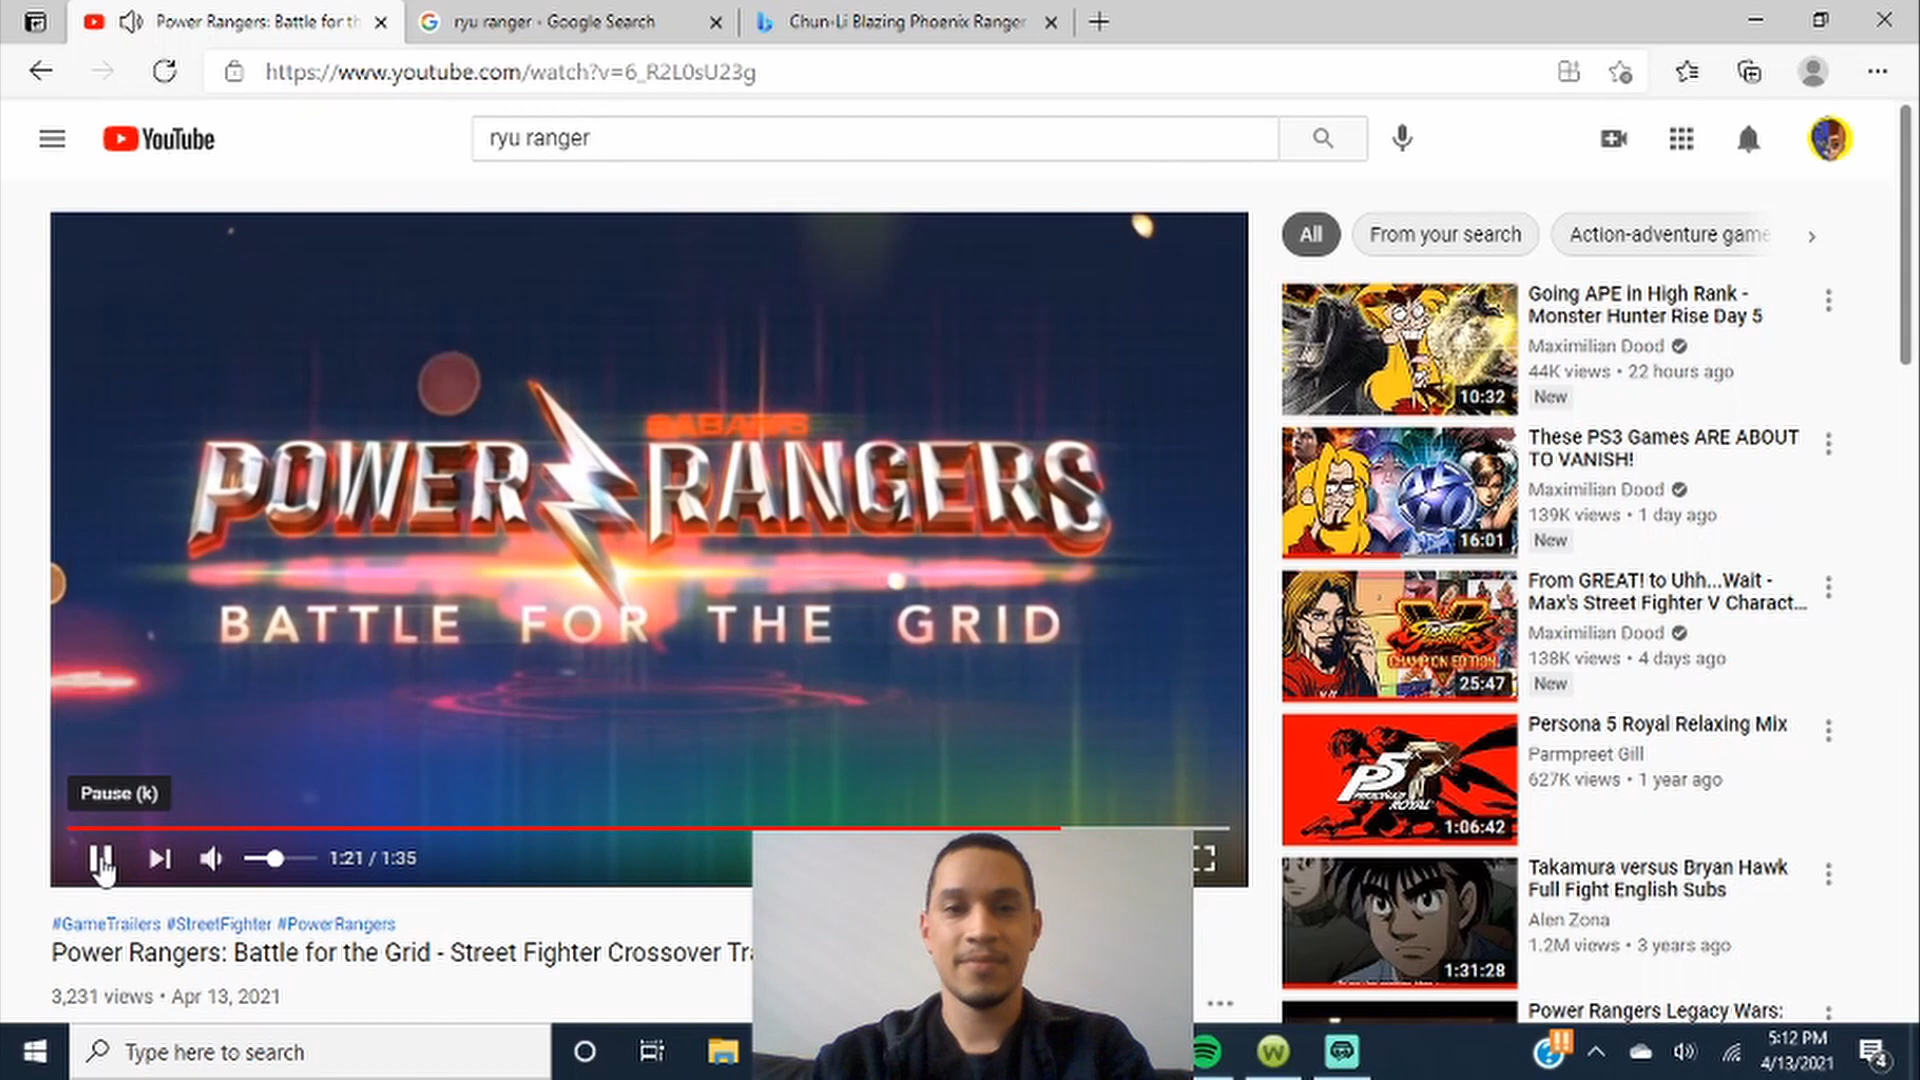 Power Rangers: Battle for th
ryu ranger - Google Search
Chun-Li Blazing Phoenix Ranger
https://www.youtube.com/watch?v=6_R2L0sU23g
YouTube
ryu ranger
All
From your search
Action-adventure game
SABAN'S
POWER RANGERS
BATTLE FOR THE GRID
Pause (k)
1:21 / 1:35
#GameTrailers #StreetFighter #PowerRangers
Power Rangers: Battle for the Grid - Street Fighter Crossover Tra
3,231 views • Apr 13, 2021
10:32
Going APE in High Rank -
Monster Hunter Rise Day 5
Maximilian Dood
44K views • 22 hours ago
New
16:01
These PS3 Games ARE ABOUT
TO VANISH!
Maximilian Dood
139K views • 1 day ago
New
CHAMPION EDITION
25:47
From GREAT! to Uhh...Wait -
Max's Street Fighter V Charact...
Maximilian Dood
138K views • 4 days ago
New
P5R
ROYAL
1:06:42
Persona 5 Royal Relaxing Mix
Parmpreet Gill
627K views • 1 year ago
1:31:28
Takamura versus Bryan Hawk
Full Fight English Subs
Alen Zona
1.2M views • 3 years ago
Power Rangers Legacy Wars:
Type here to search
W
5:12 PM
4/13/2021
4